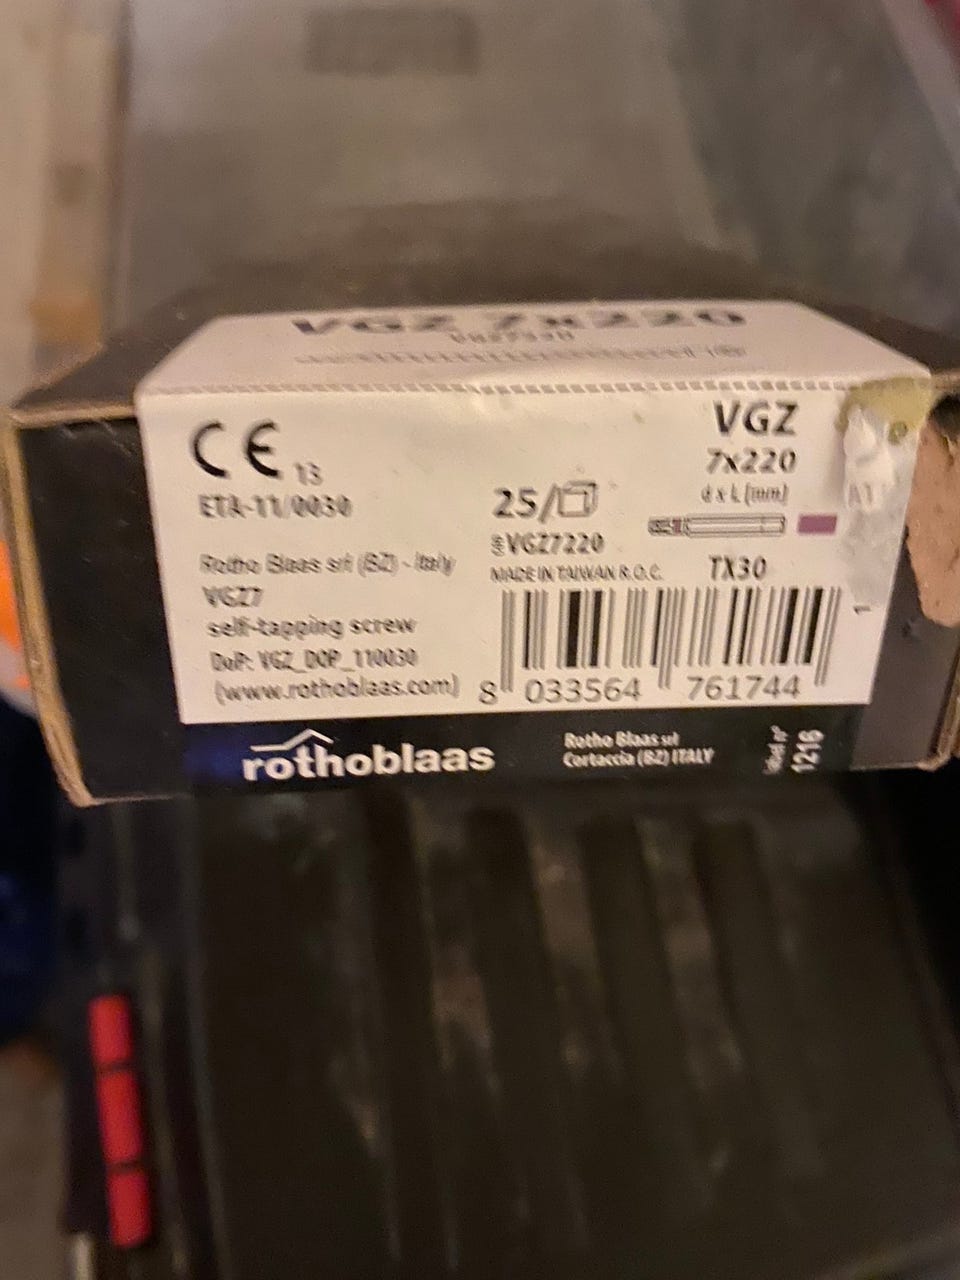 VGZ 7x220
VGZ7220
CE
13
ETA-11/0030
Rotho Blaas srl (BZ) - Italy
VGZ7
self-tapping screw
DoP: VGZ_DOP_110030
(www.rothoblaas.com)
25/
VGZ7220
MADE IN TAIWAN R.O.C.
VGZ
7x220
d x L [mm]
TX30
1
8 033564 761744
rothoblaas
Rotho Blaas srl
Cortaccia (BZ) ITALY
1216